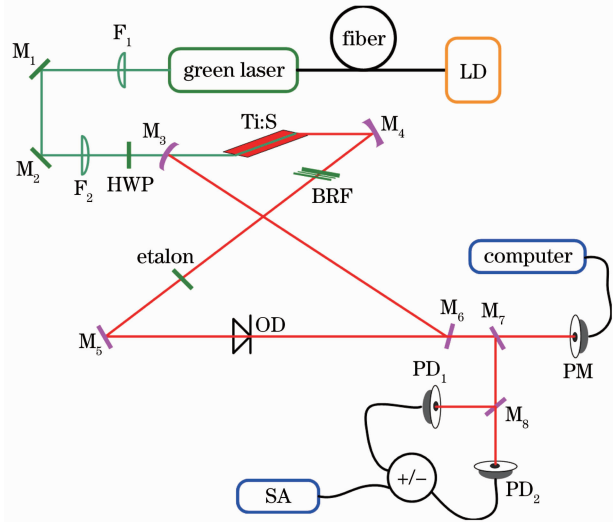 F₁
M₁
green laser
fiber
LD
M₂
F₂
HWP
M₃
Ti:S
M₄
BRF
etalon
M₅
OD
M₆
M₇
computer
PM
PD₁
M₈
+/−
SA
PD₂